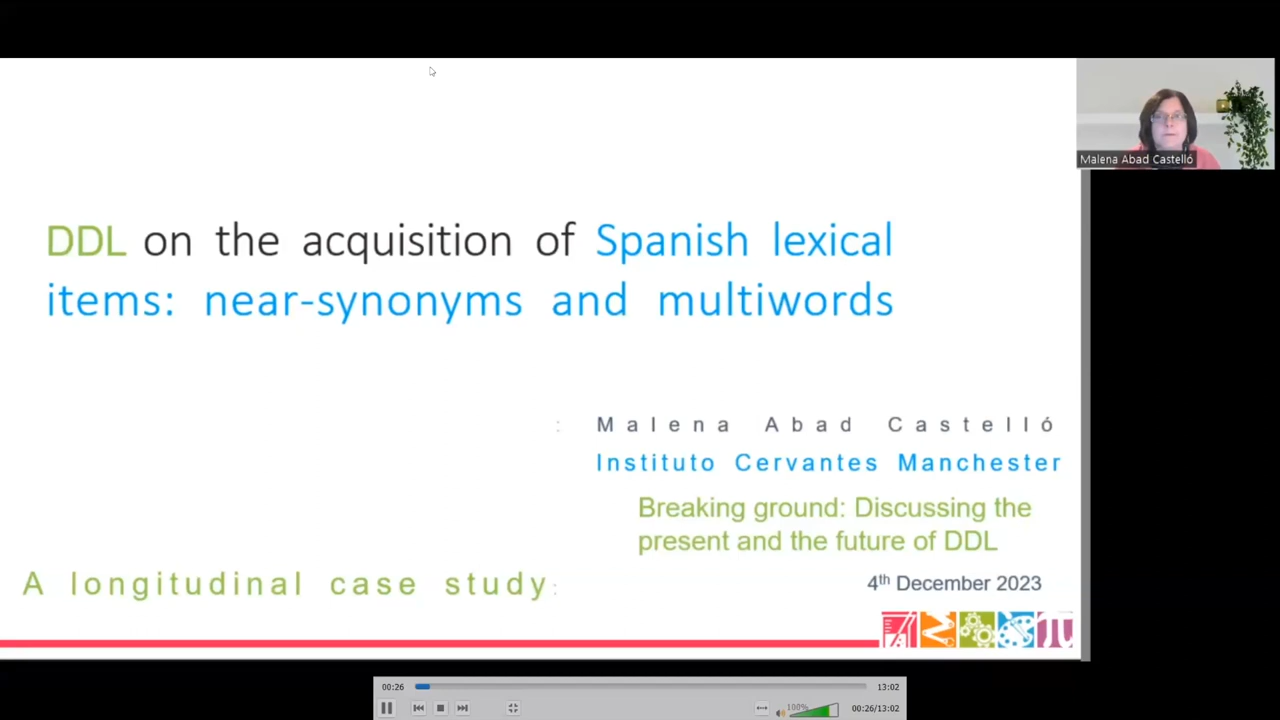 Malena Abad Castelló
DDL on the acquisition of Spanish lexical
items: near-synonyms and multiwords
: Malena Abad Castelló
Instituto Cervantes Manchester
Breaking ground: Discussing the
present and the future of DDL
A longitudinal case study:
4th December 2023
00:26
13:02
100%
00:26/13:02